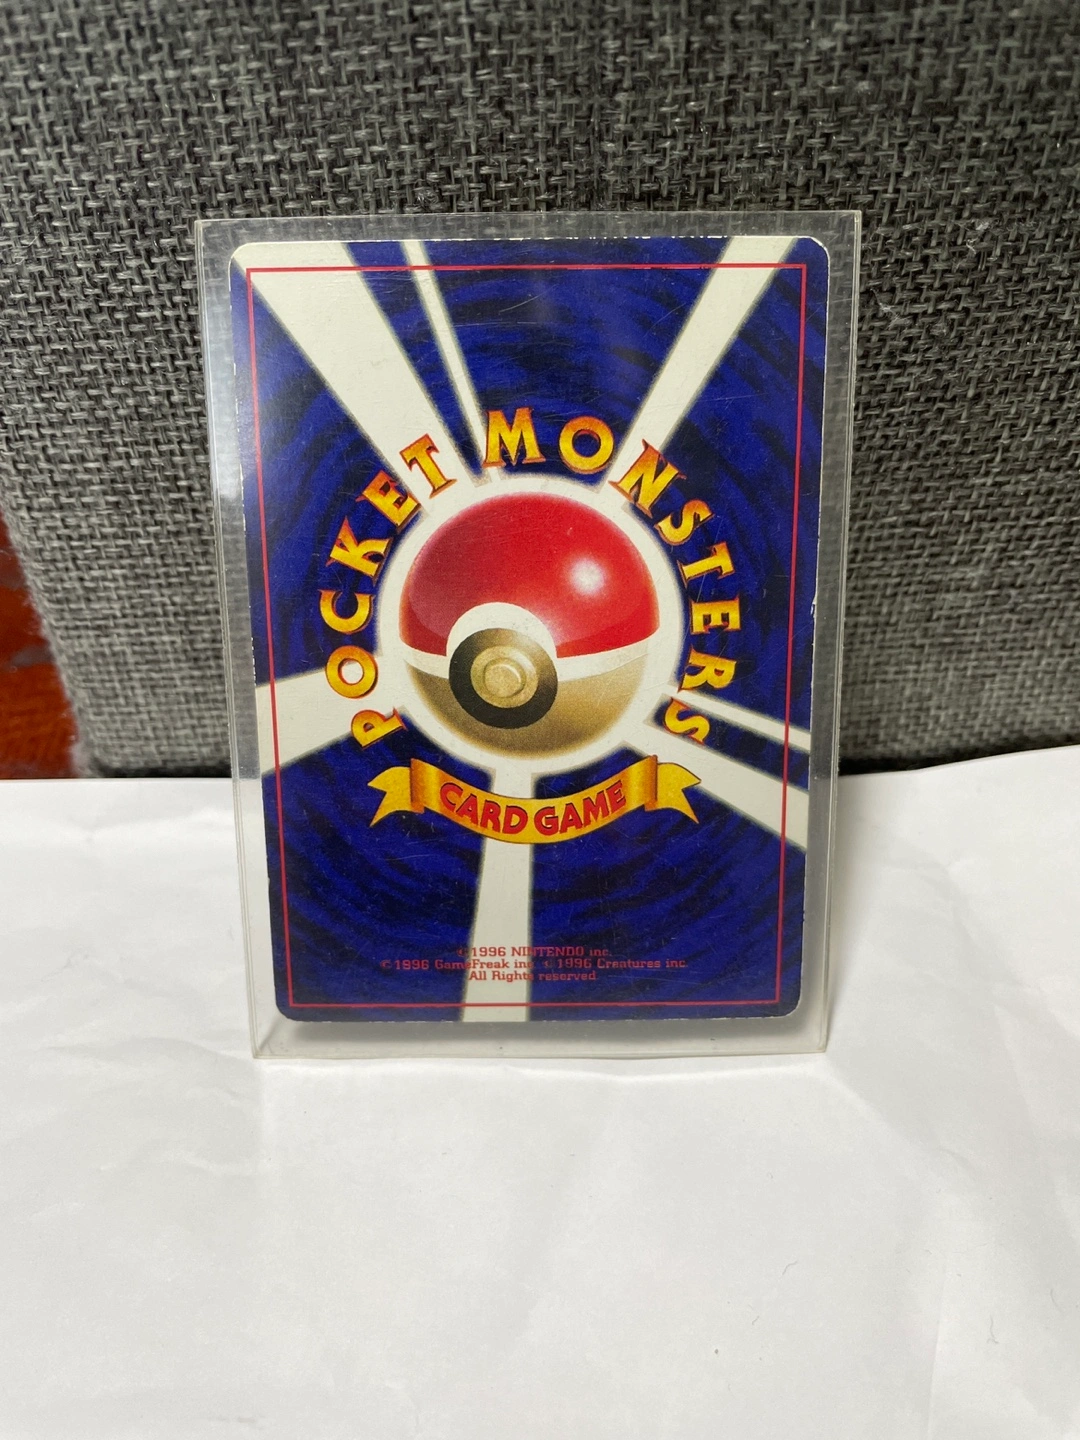 POCKET MONSTERS
CARD GAME
©1996 NINTENDO inc.
©1996 GameFreak inc. ©1996 Creatures inc.
All Rights reserved.